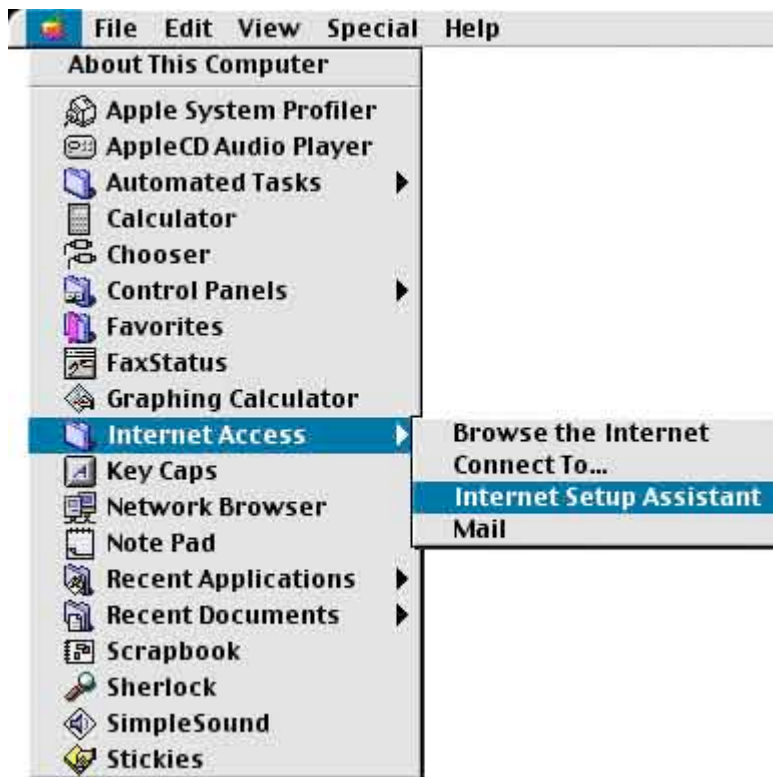 File Edit View Special Help
About This Computer
Apple System Profiler
AppleCD Audio Player
Automated Tasks
Calculator
Chooser
Control Panels
Favorites
FaxStatus
Graphing Calculator
Internet Access
Browse the Internet
Connect To...
Internet Setup Assistant
Mail
Key Caps
Network Browser
Note Pad
Recent Applications
Recent Documents
Scrapbook
Sherlock
SimpleSound
Stickies